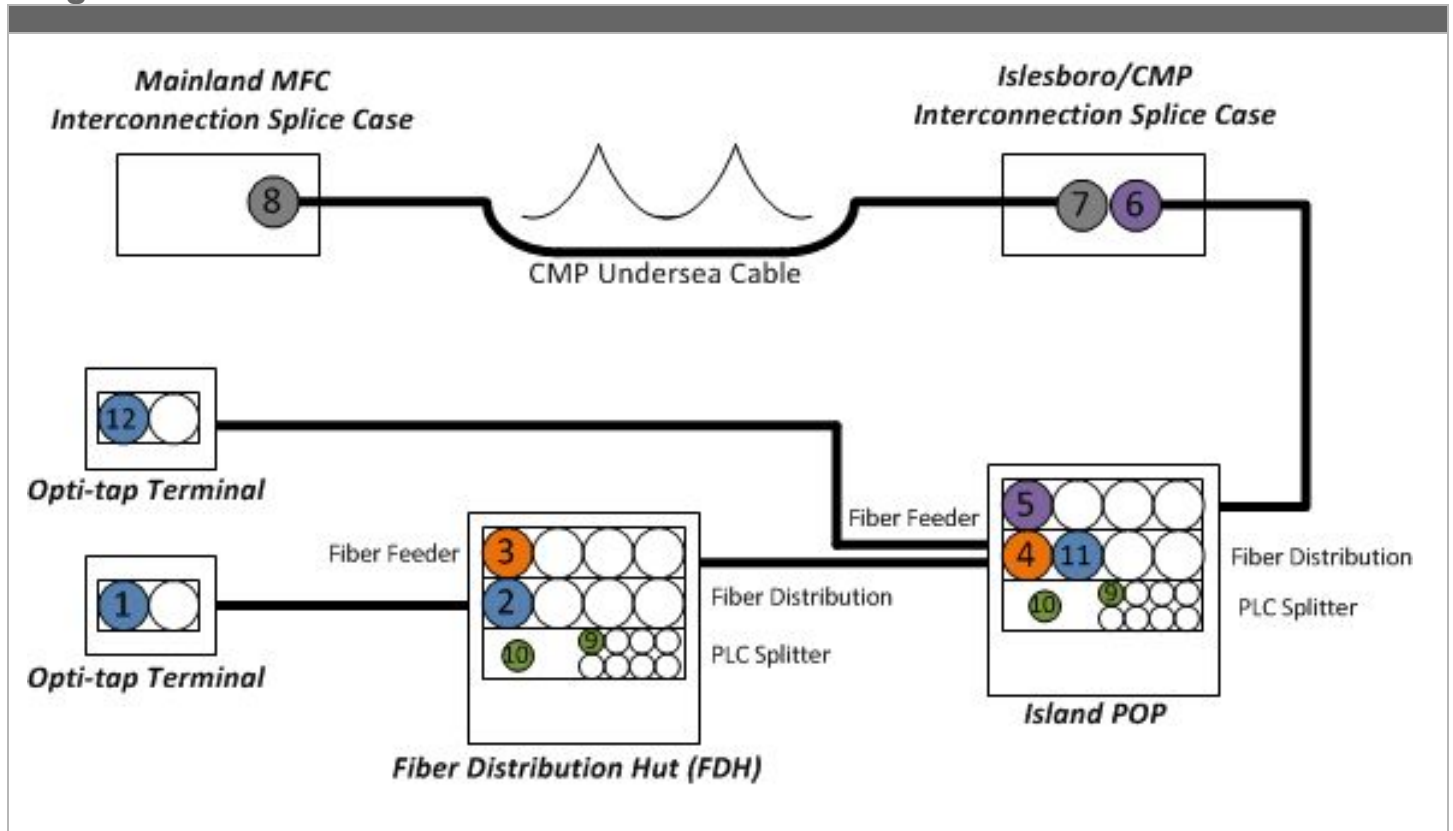 Mainland MFC
Interconnection Splice Case
Islesboro/CMP
Interconnection Splice Case
8
7
6
CMP Undersea Cable
12
Opti-tap Terminal
Fiber Feeder
5
4
11
Fiber Distribution
10
9
PLC Splitter
Island POP
1
Opti-tap Terminal
Fiber Feeder
3
2
Fiber Distribution
10
9
PLC Splitter
Fiber Distribution Hut (FDH)